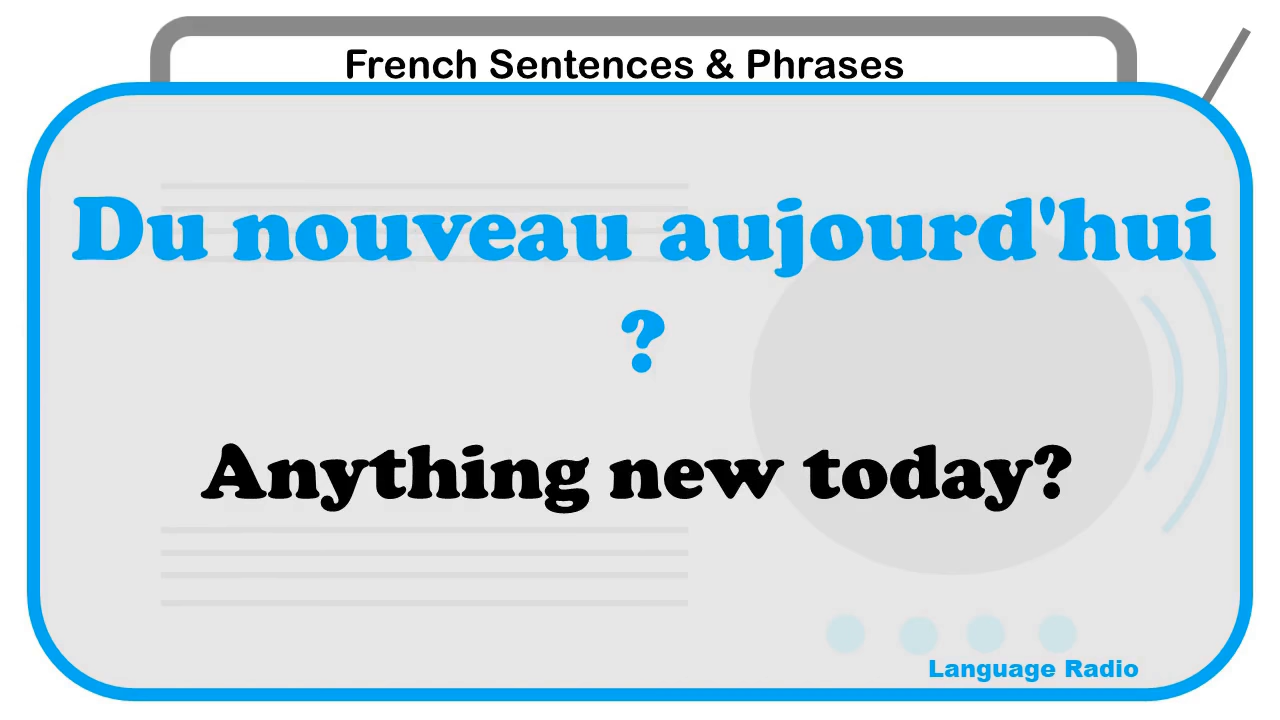 French Sentences & Phrases
Du nouveau aujourd'hui
?
Anything new today?
Language Radio